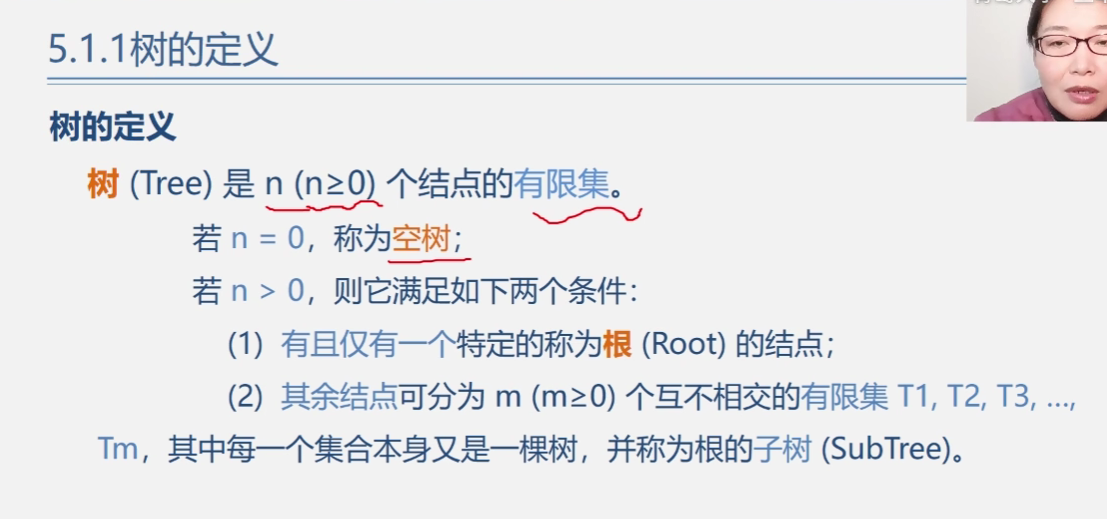 5.1.1树的定义
树的定义
树 (Tree) 是 n (n≥0) 个结点的有限集。
若 n = 0，称为空树；
若 n > 0，则它满足如下两个条件：
(1) 有且仅有一个特定的称为根 (Root) 的结点；
(2) 其余结点可分为 m (m≥0) 个互不相交的有限集 T1, T2, T3, …,
Tm，其中每一个集合本身又是一棵树，并称为根的子树 (SubTree)。